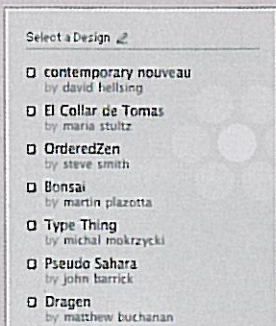 Select a Design
contemporary nouveau
by david hellsing
El Collar de Tomas
by maria stultz
OrderedZen
by steve smith
Bonsai
by martin plazotta
Type Thing
by michal mokrzycki
Pseudo Sahara
by john barrick
Dragen
by matthew buchanan